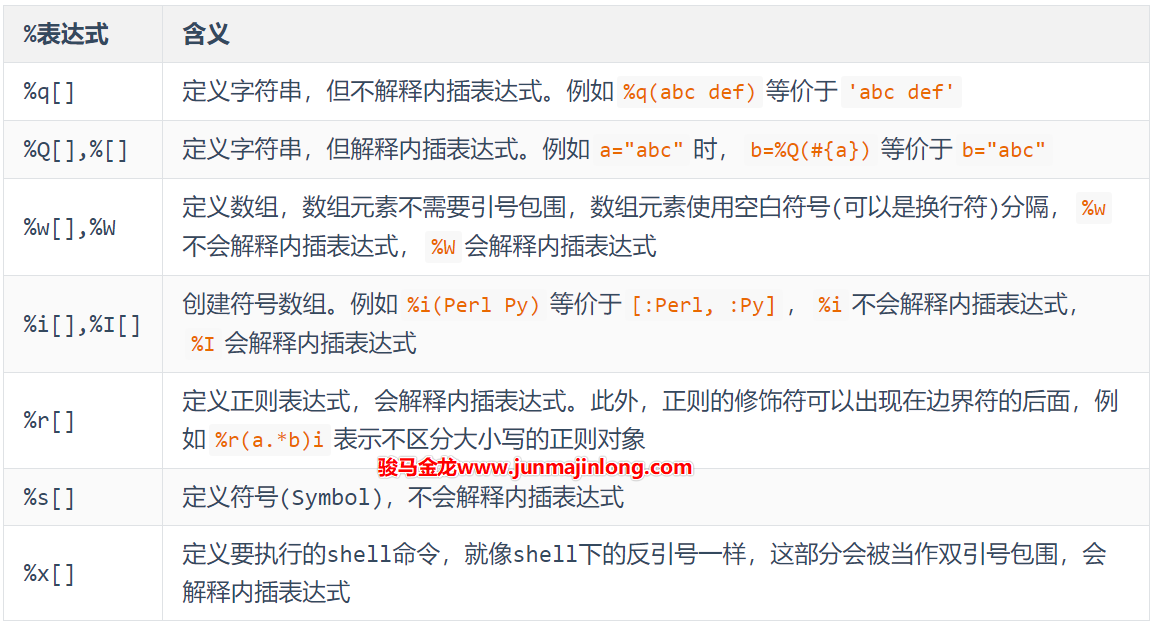 %表达式 含义
%q[] 定义字符串，但不解释内插表达式。例如 %q(abc def) 等价于 'abc def'
%Q[],%[] 定义字符串，但解释内插表达式。例如 a="abc" 时， b=%Q(#{a}) 等价于 b="abc"
%w[],%W 定义数组，数组元素不需要引号包围，数组元素使用空白符号(可以是换行符)分隔， %w
不会解释内插表达式， %W 会解释内插表达式
%i[],%I[] 创建符号数组。例如 %i(Perl Py) 等价于 [:Perl, :Py] ， %i 不会解释内插表达式，
%I 会解释内插表达式
%r[] 定义正则表达式，会解释内插表达式。此外，正则的修饰符可以出现在边界符的后面，例
如 %r(a.*b)i 表示不区分大小写的正则对象
骏马金龙www.junmajinlong.com
%s[] 定义符号(Symbol)，不会解释内插表达式
%x[] 定义要执行的shell命令，就像shell下的反引号一样，这部分会被当作双引号包围，会
解释内插表达式